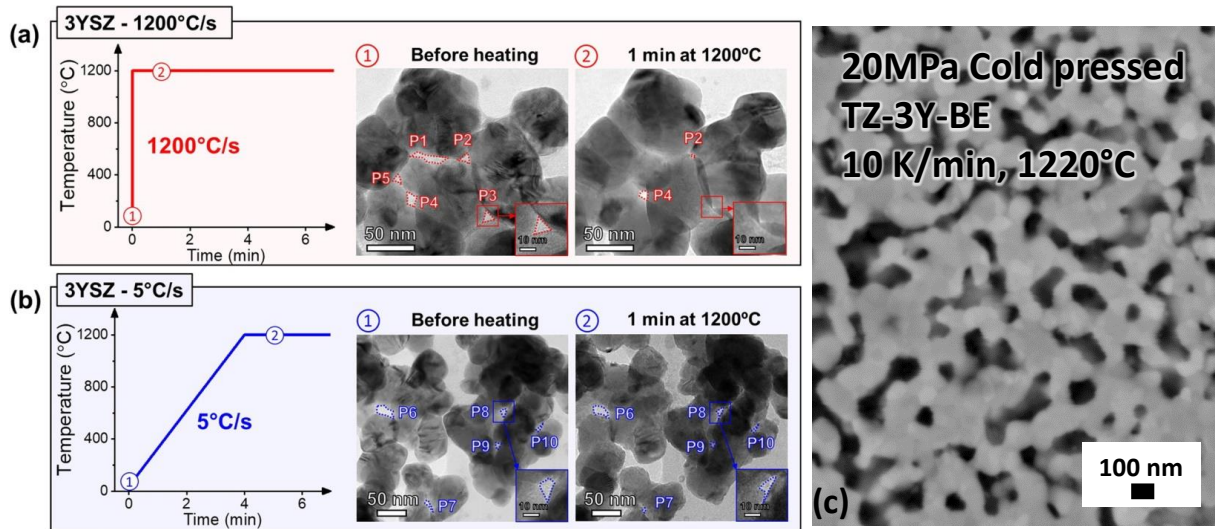 (a)
3YSZ - 1200°C/s
Temperature (°C)
1200
800
400
0
1200°C/s
1
2
0 2 4 6
Time (min)
1 Before heating
P1
P2
P5
P4
P3
50 nm
10 nm
2 1 min at 1200ºC
P2
P4
50 nm
10 nm
(b)
3YSZ - 5°C/s
Temperature (°C)
1200
800
400
0
5°C/s
1
2
0 2 4 6
Time (min)
1 Before heating
P6
P8
P9
P10
P7
50 nm
10 nm
2 1 min at 1200ºC
P6
P8
P9
P10
P7
50 nm
10 nm
20MPa Cold pressed
TZ-3Y-BE
10 K/min, 1220°C
100 nm
(c)